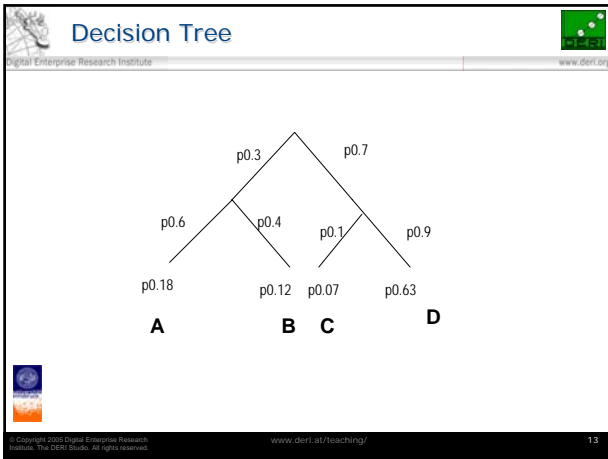 Decision Tree
DERI
Digital Enterprise Research Institute
www.deri.org
p0.3
p0.7
p0.6
p0.4
p0.1
p0.9
p0.18
p0.12
p0.07
p0.63
A
B
C
D
© Copyright 2005 Digital Enterprise Research
Institute. The DERI Studio. All rights reserved.
www.deri.at/teaching/
13